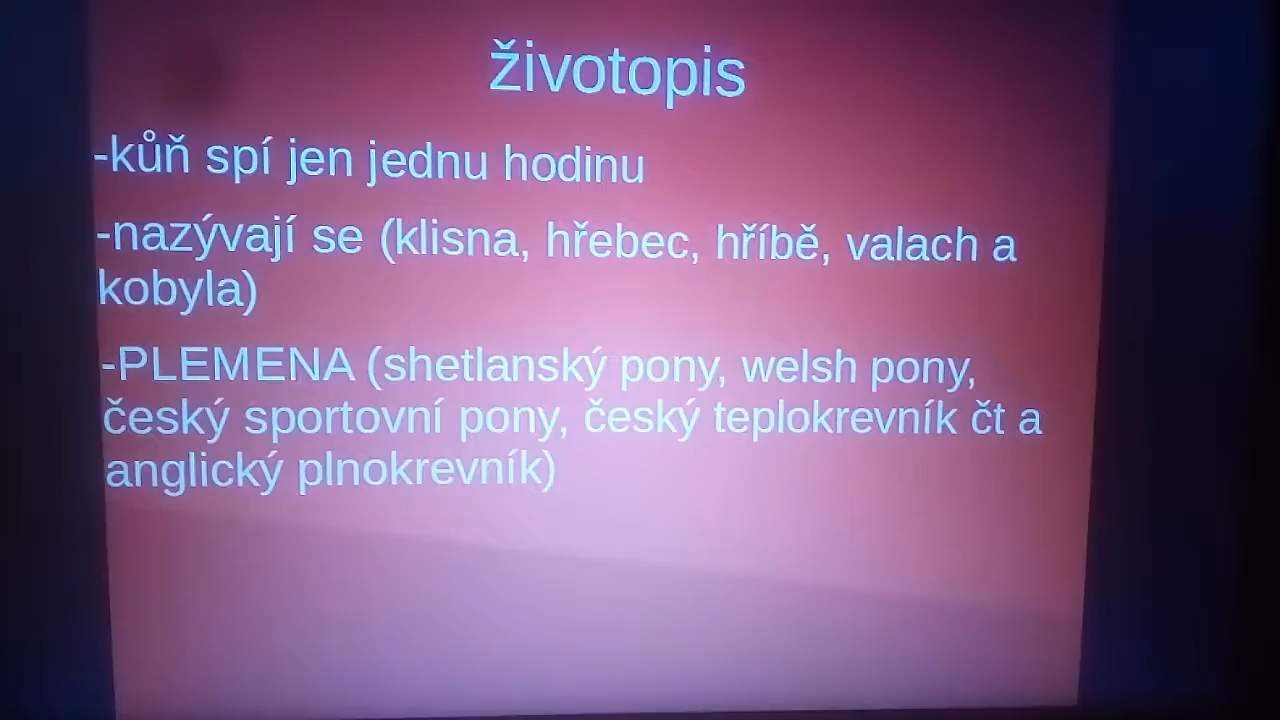 životopis
-kůň spí jen jednu hodinu
-nazývají se (klisna, hřebec, hříbě, valach a
kobyla)
-PLEMENA (shetlanský pony, welsh pony,
český sportovní pony, český teplokrevník čt a
anglický plnokrevník)